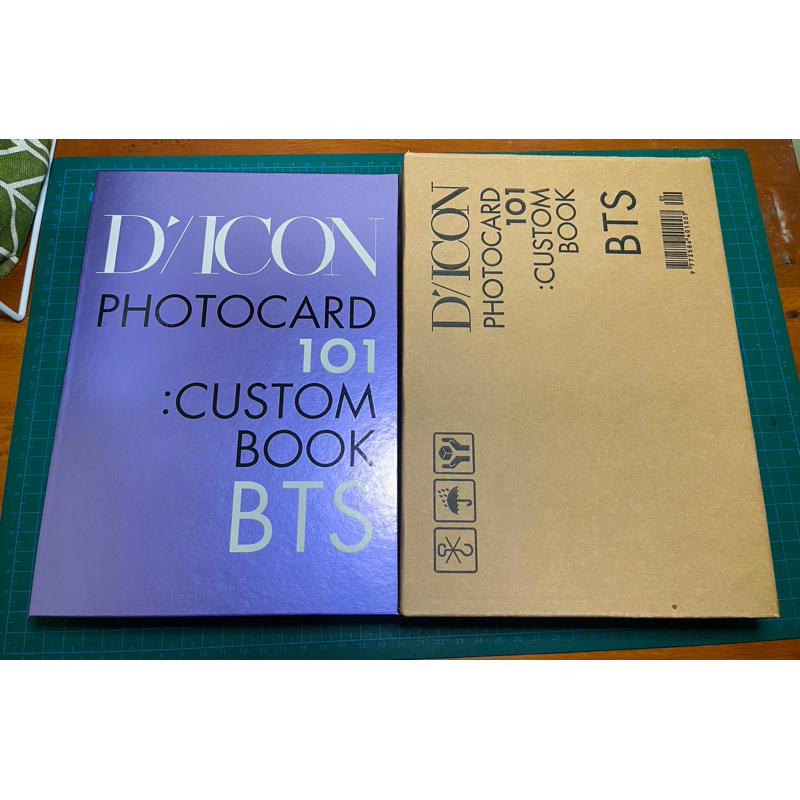 D'/ICON
PHOTOCARD
101
:CUSTOM
BOOK
BTS
D'/ICON
PHOTOCARD
101
:CUSTOM
BOOK
BTS